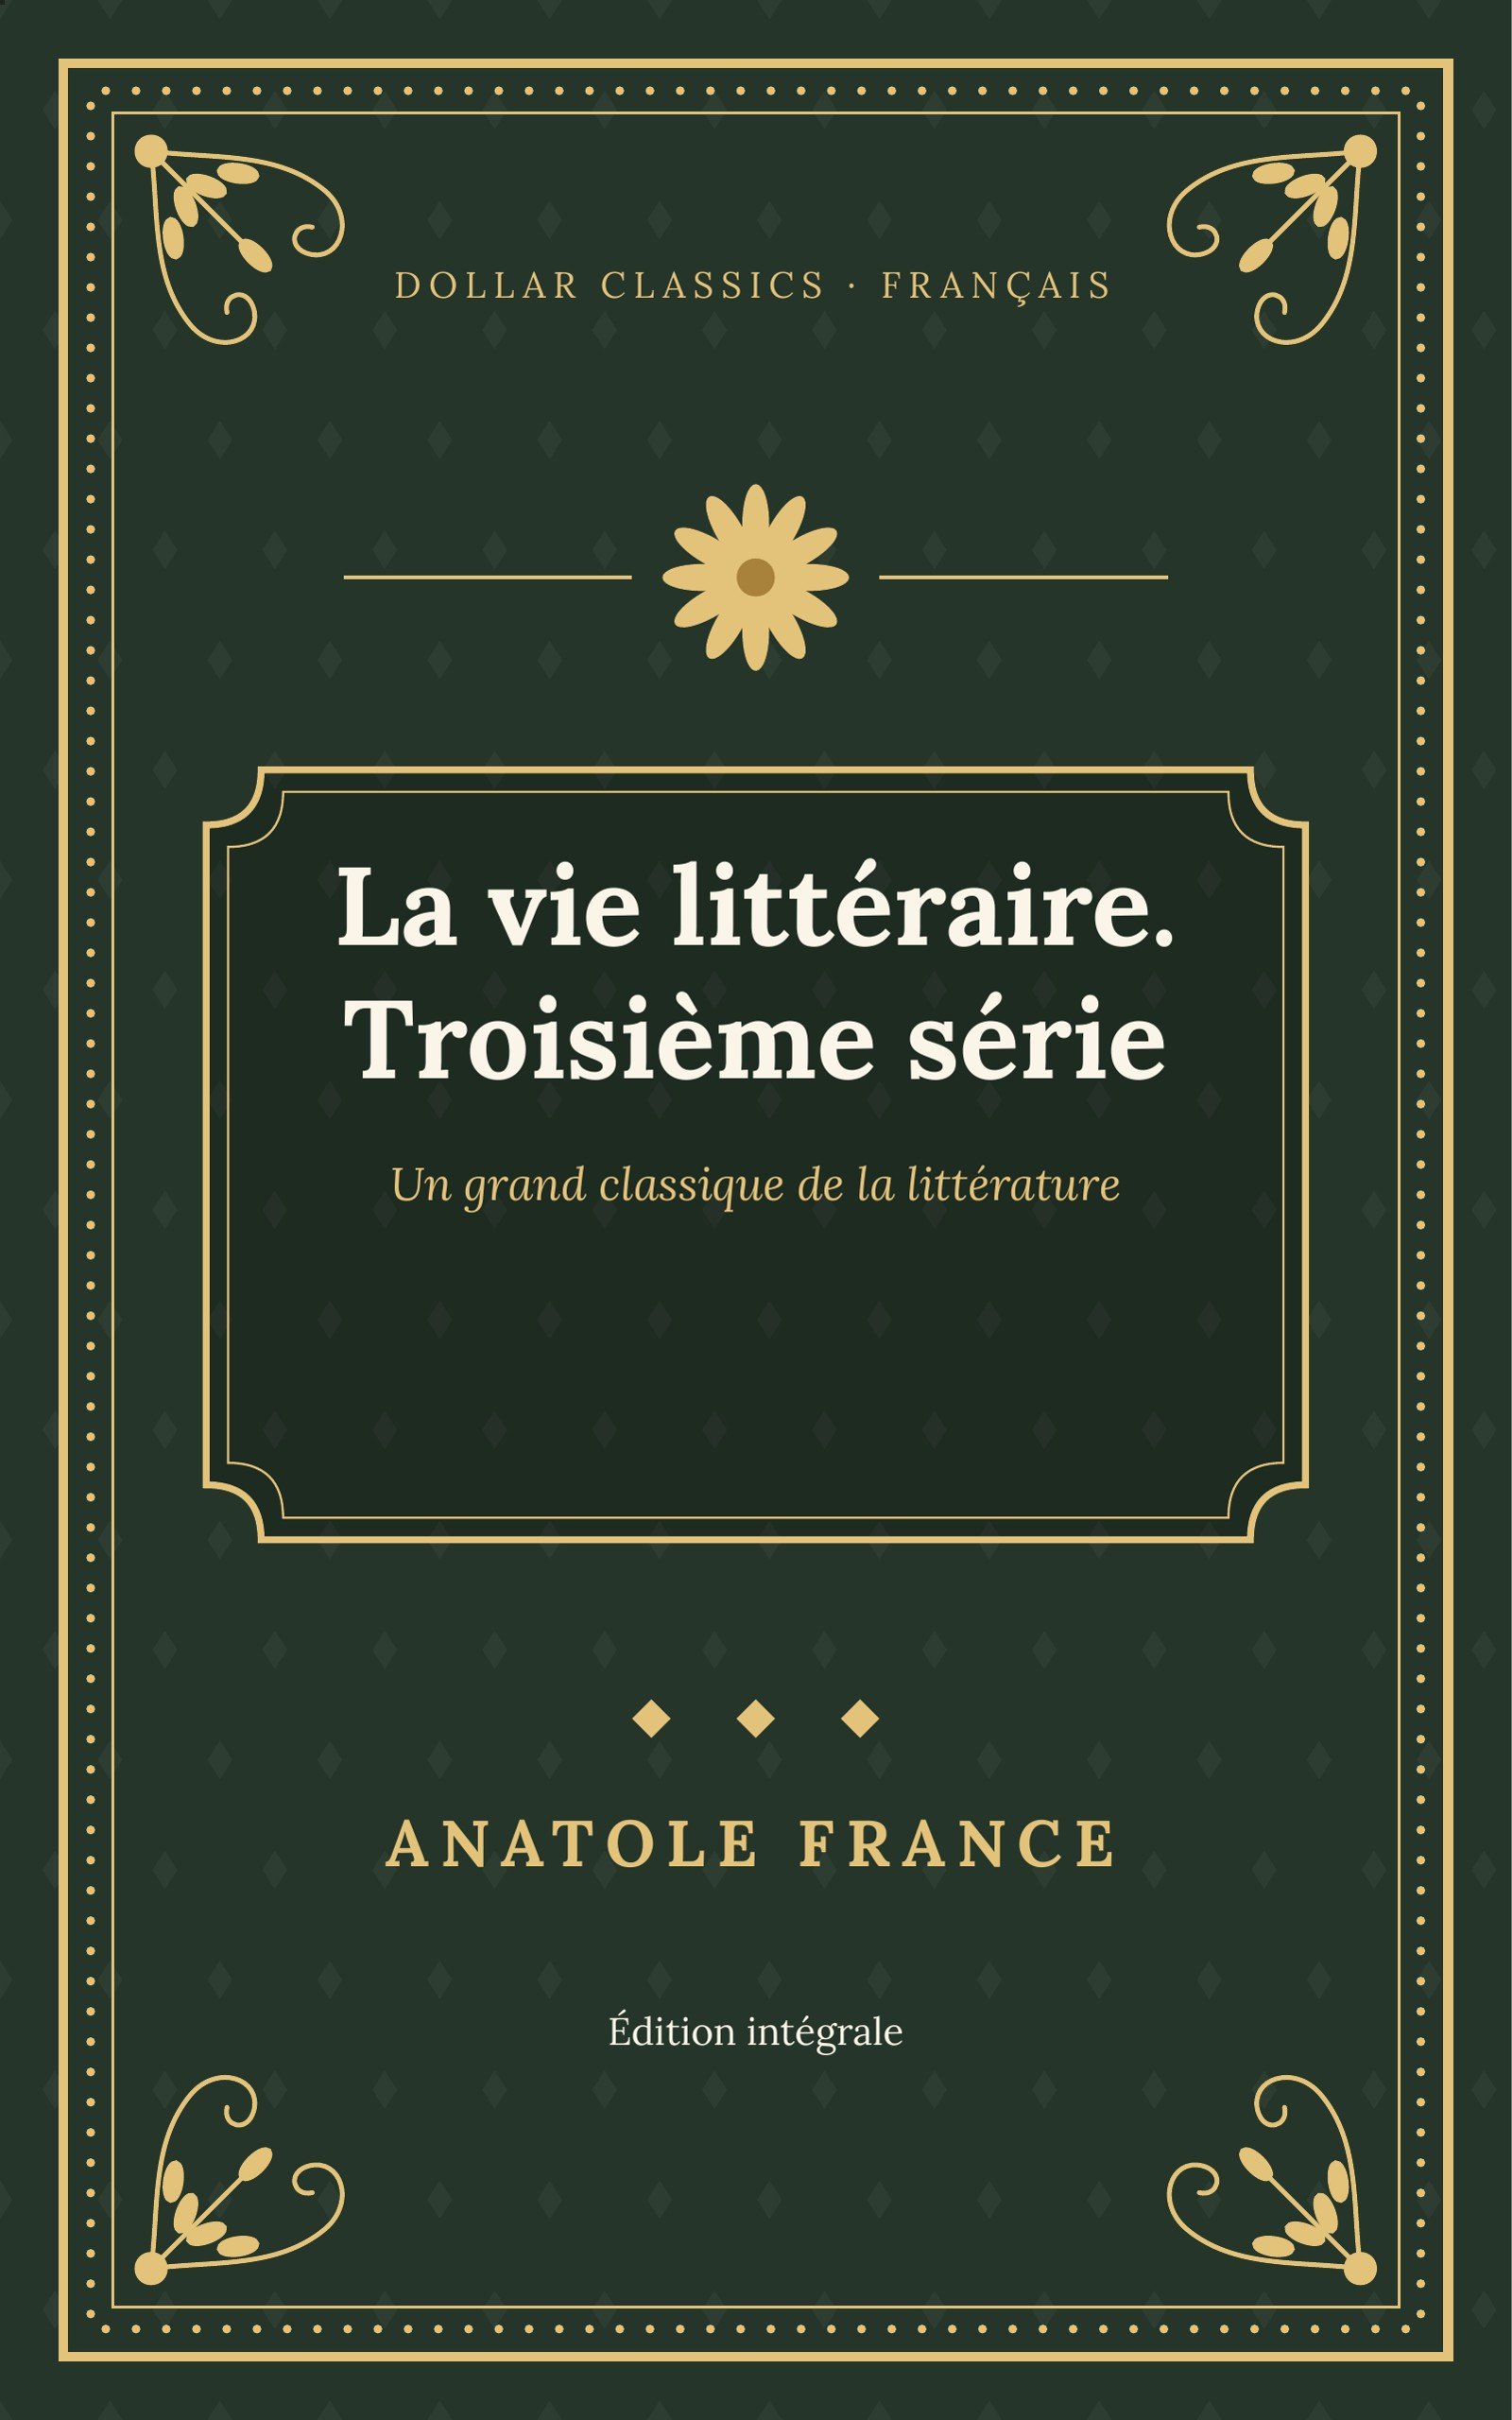 DOLLAR CLASSICS · FRANÇAIS
La vie littéraire.
Troisième série
Un grand classique de la littérature
ANATOLE FRANCE
Édition intégrale